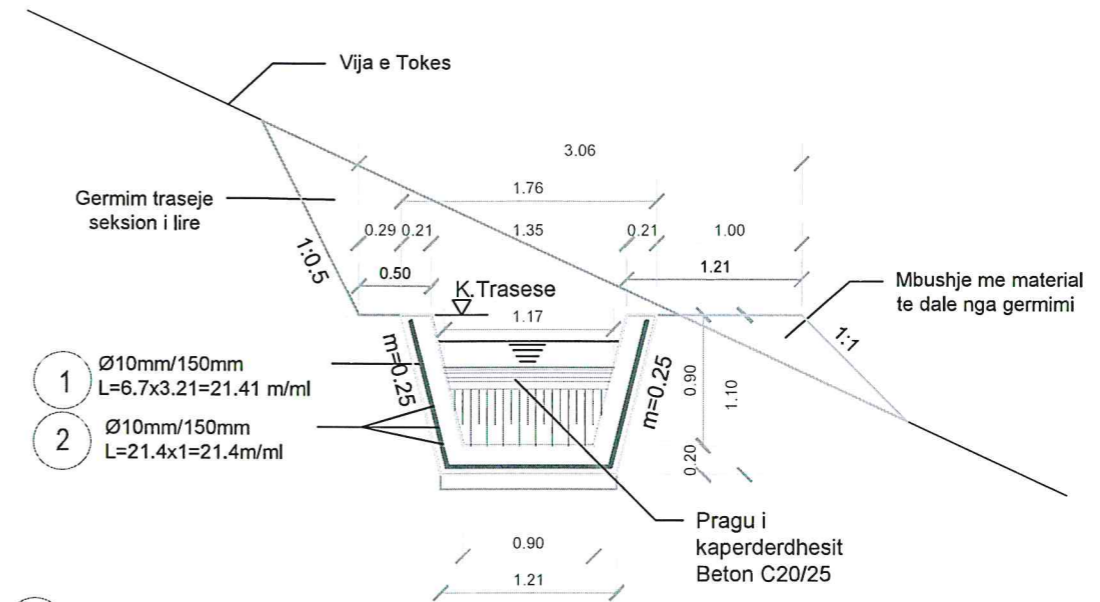 Vija e Tokes
3.06
1.76
Germim traseje
seksion i lire
0.29 0.21 1.35 0.21 1.00
1:0.5
0.50
1.21
K.Trasese
1.17
Mbushje me material
te dale nga germimi
1:1
m=0.25
m=0.25
0.90
1.10
0.20
1
Ø10mm/150mm
L=6.7x3.21=21.41 m/ml
2
Ø10mm/150mm
L=21.4x1=21.4m/ml
Pragu i
kaperderdhesit
Beton C20/25
0.90
1.21